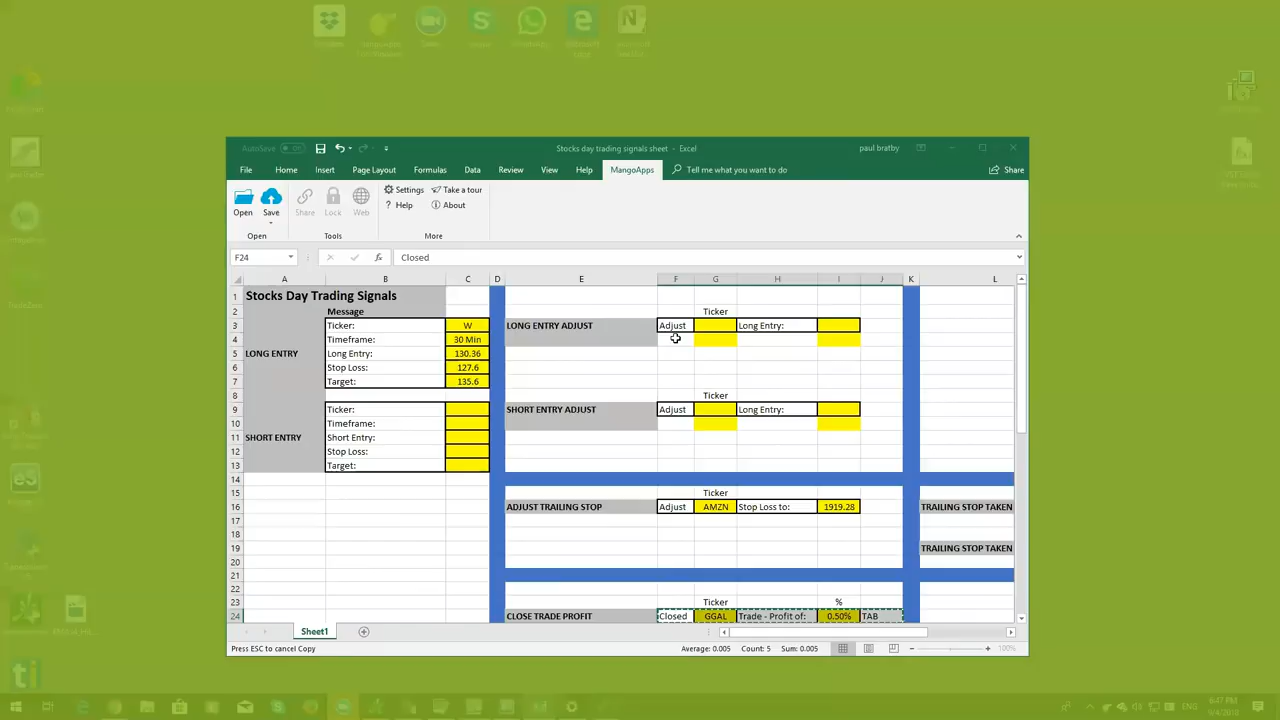 AutoSave Off
Stocks day trading signals sheet - Excel
paul bratby
File Home Insert Page Layout Formulas Data Review View Help MangoApps Tell me what you want to do Share
Settings Take a tour
Open Save Share Lock Web Help About
Open Tools More
F24 fx Closed
A B C D E F G H I J K L
1 Stocks Day Trading Signals
2 Message Ticker
3 Ticker: W LONG ENTRY ADJUST Adjust Long Entry:
4 Timeframe: 30 Min
5 LONG ENTRY Long Entry: 130.36
6 Stop Loss: 127.6
7 Target: 135.6
8 Ticker
9 Ticker: SHORT ENTRY ADJUST Adjust Long Entry:
10 Timeframe:
11 SHORT ENTRY Short Entry:
12 Stop Loss:
13 Target:
14
15 Ticker
16 ADJUST TRAILING STOP Adjust AMZN Stop Loss to: 1919.28 TRAILING STOP TAKEN
17
18
19 TRAILING STOP TAKEN
20
21
22
23 Ticker %
24 CLOSE TRADE PROFIT Closed GGAL Trade - Profit of: 0.50% TAB
Sheet1
Press ESC to cancel Copy Average: 0.005 Count: 5 Sum: 0.005 100%
ENG